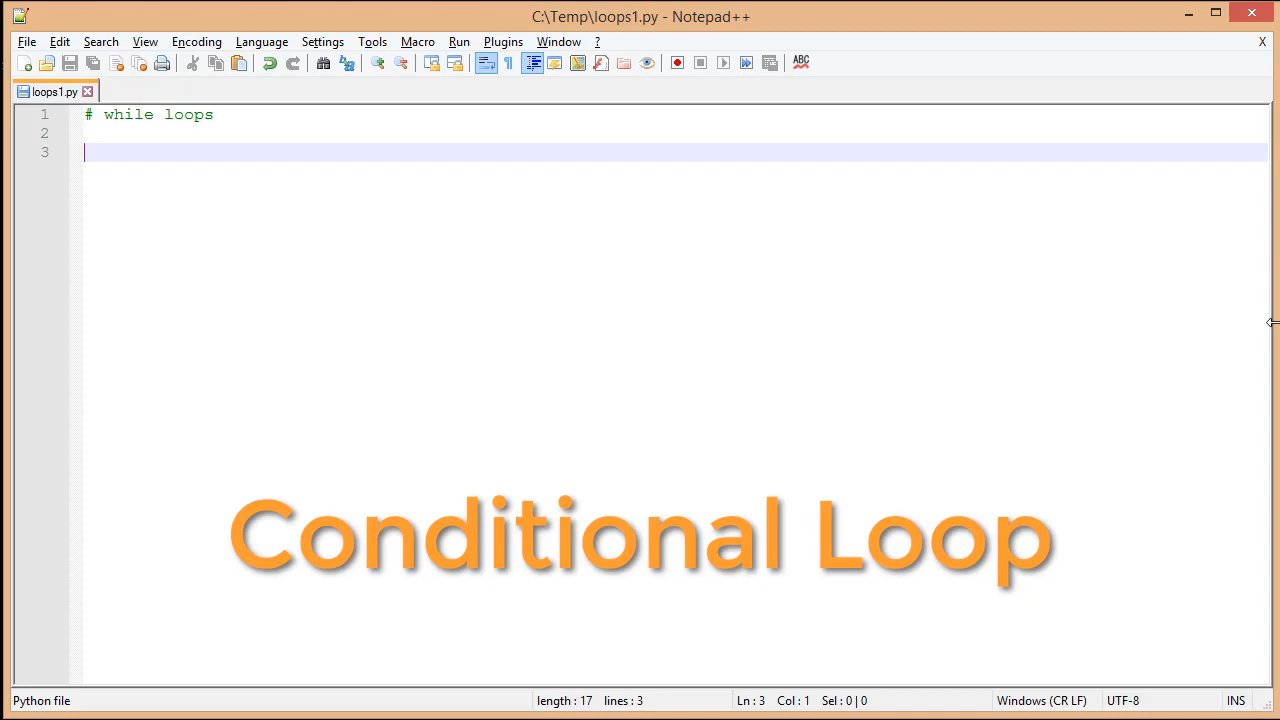 C:\Temp\loops1.py - Notepad++
File Edit Search View Encoding Language Settings Tools Macro Run Plugins Window ? X
ABC
loops1.py
1 # while loops
2
3
Conditional Loop
Python file length : 17 lines : 3 Ln : 3 Col : 1 Sel : 0 | 0 Windows (CR LF) UTF-8 INS